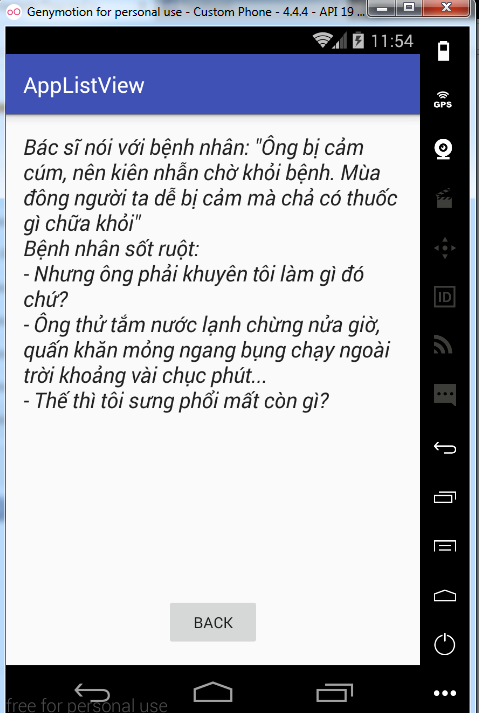 Genymotion for personal use - Custom Phone - 4.4.4 - API 19 ...
11:54
GPS
AppListView
Bác sĩ nói với bệnh nhân: "Ông bị cảm
cúm, nên kiên nhẫn chờ khỏi bệnh. Mùa
đông người ta dễ bị cảm mà chả có thuốc
gì chữa khỏi"
Bệnh nhân sốt ruột:
- Nhưng ông phải khuyên tôi làm gì đó
chứ?
- Ông thử tắm nước lạnh chừng nửa giờ,
quấn khăn mỏng ngang bụng chạy ngoài
trời khoảng vài chục phút...
- Thế thì tôi sưng phổi mất còn gì?
ID
BACK
free for personal use